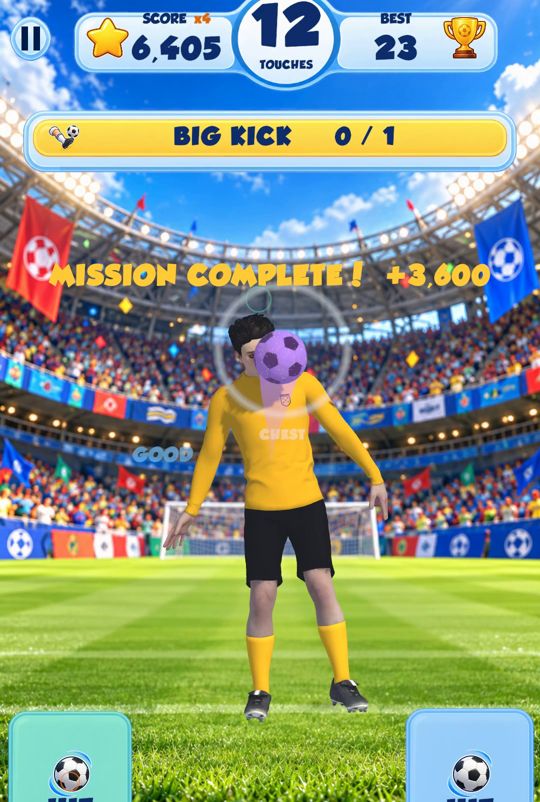 SCORE x4
6,405
12
TOUCHES
BEST
23
BIG KICK 0 / 1
MISSION COMPLETE! +3,600
CHEST
GOOD